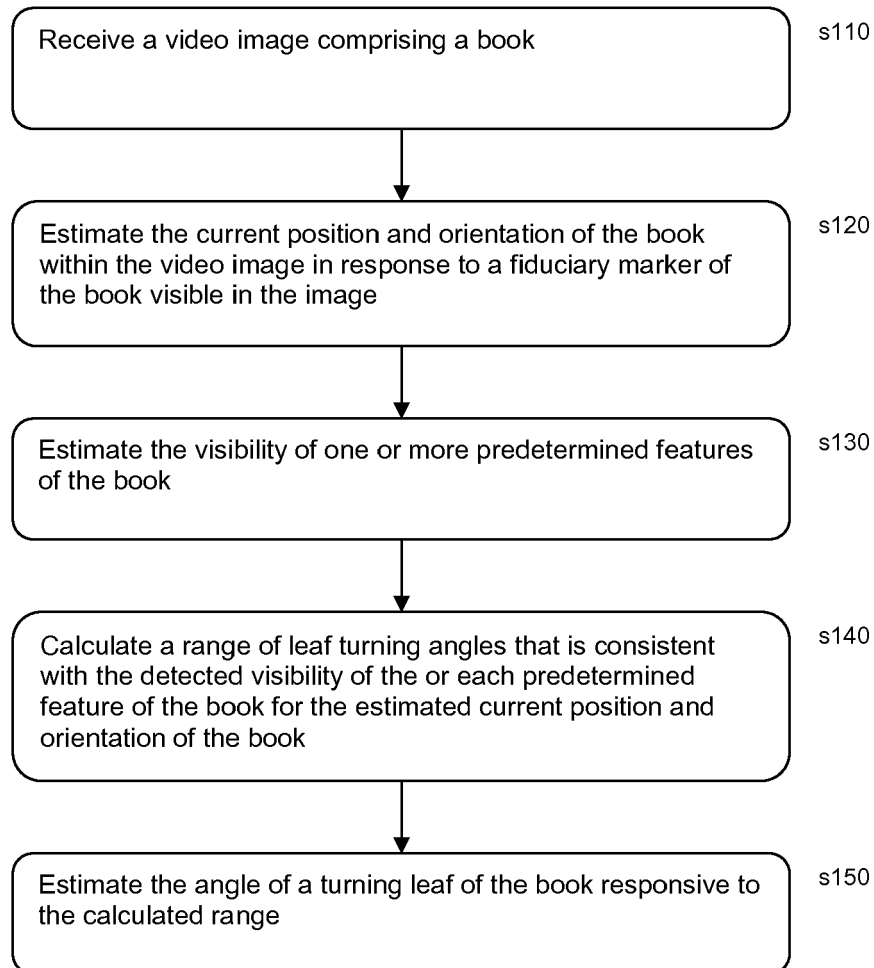 Receive a video image comprising a book
s110
Estimate the current position and orientation of the book
within the video image in response to a fiduciary marker of
the book visible in the image
s120
Estimate the visibility of one or more predetermined features
of the book
s130
Calculate a range of leaf turning angles that is consistent
with the detected visibility of the or each predetermined
feature of the book for the estimated current position and
orientation of the book
s140
Estimate the angle of a turning leaf of the book responsive to
the calculated range
s150